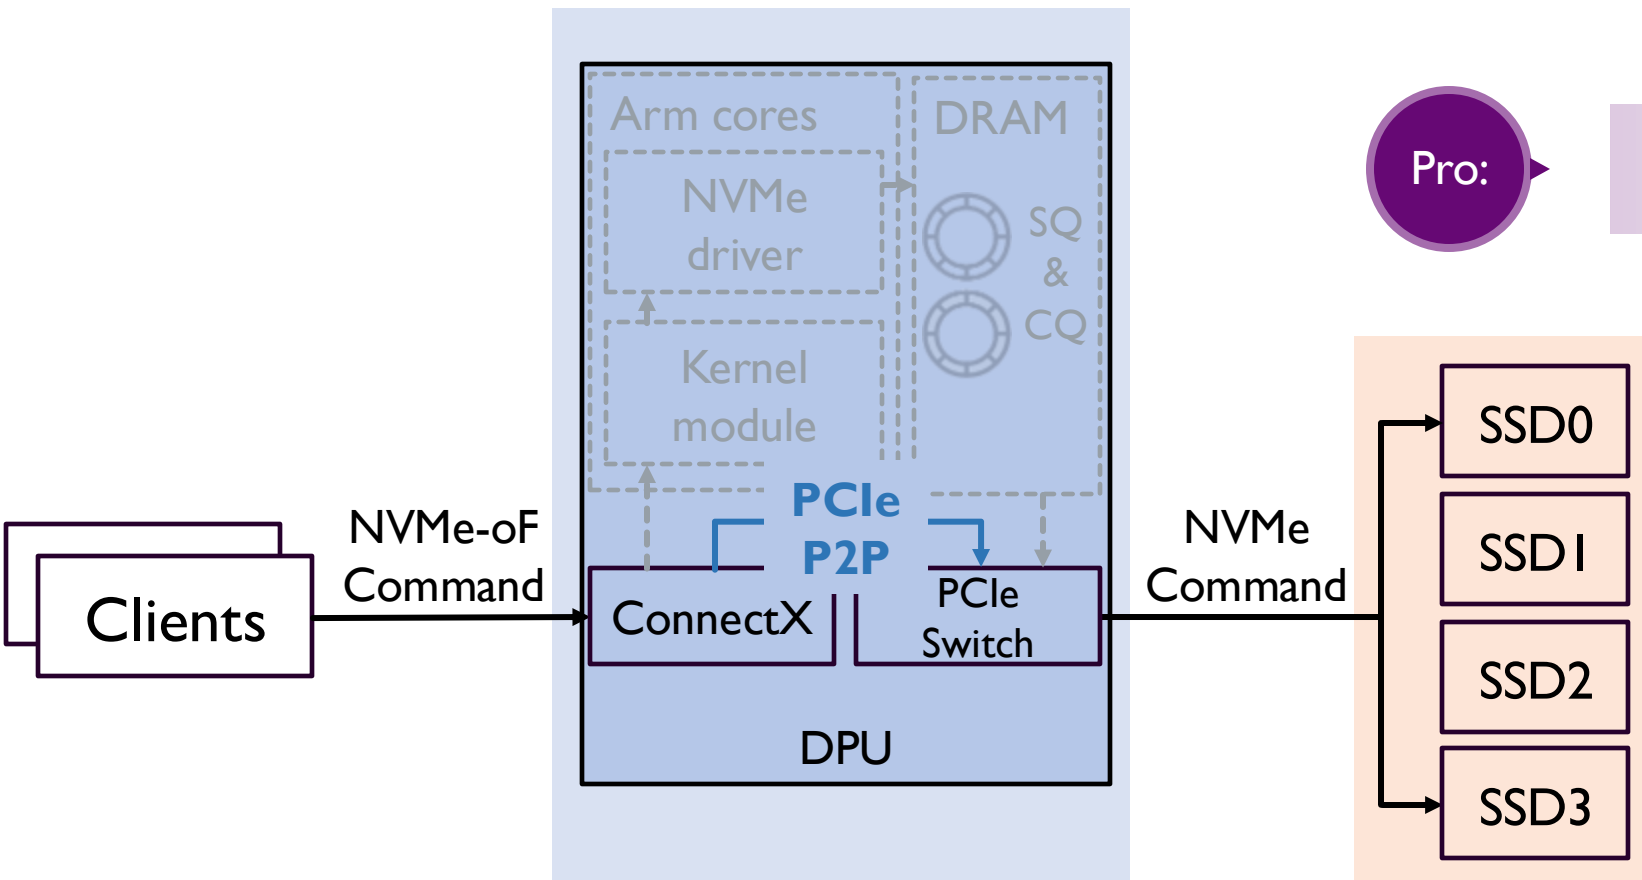 Arm cores
DRAM
NVMe
driver
SQ
&
CQ
Kernel
module
PCIe
P2P
NVMe-oF
Command
Clients
ConnectX
PCIe
Switch
DPU
NVMe
Command
Pro:
SSD0
SSD1
SSD2
SSD3